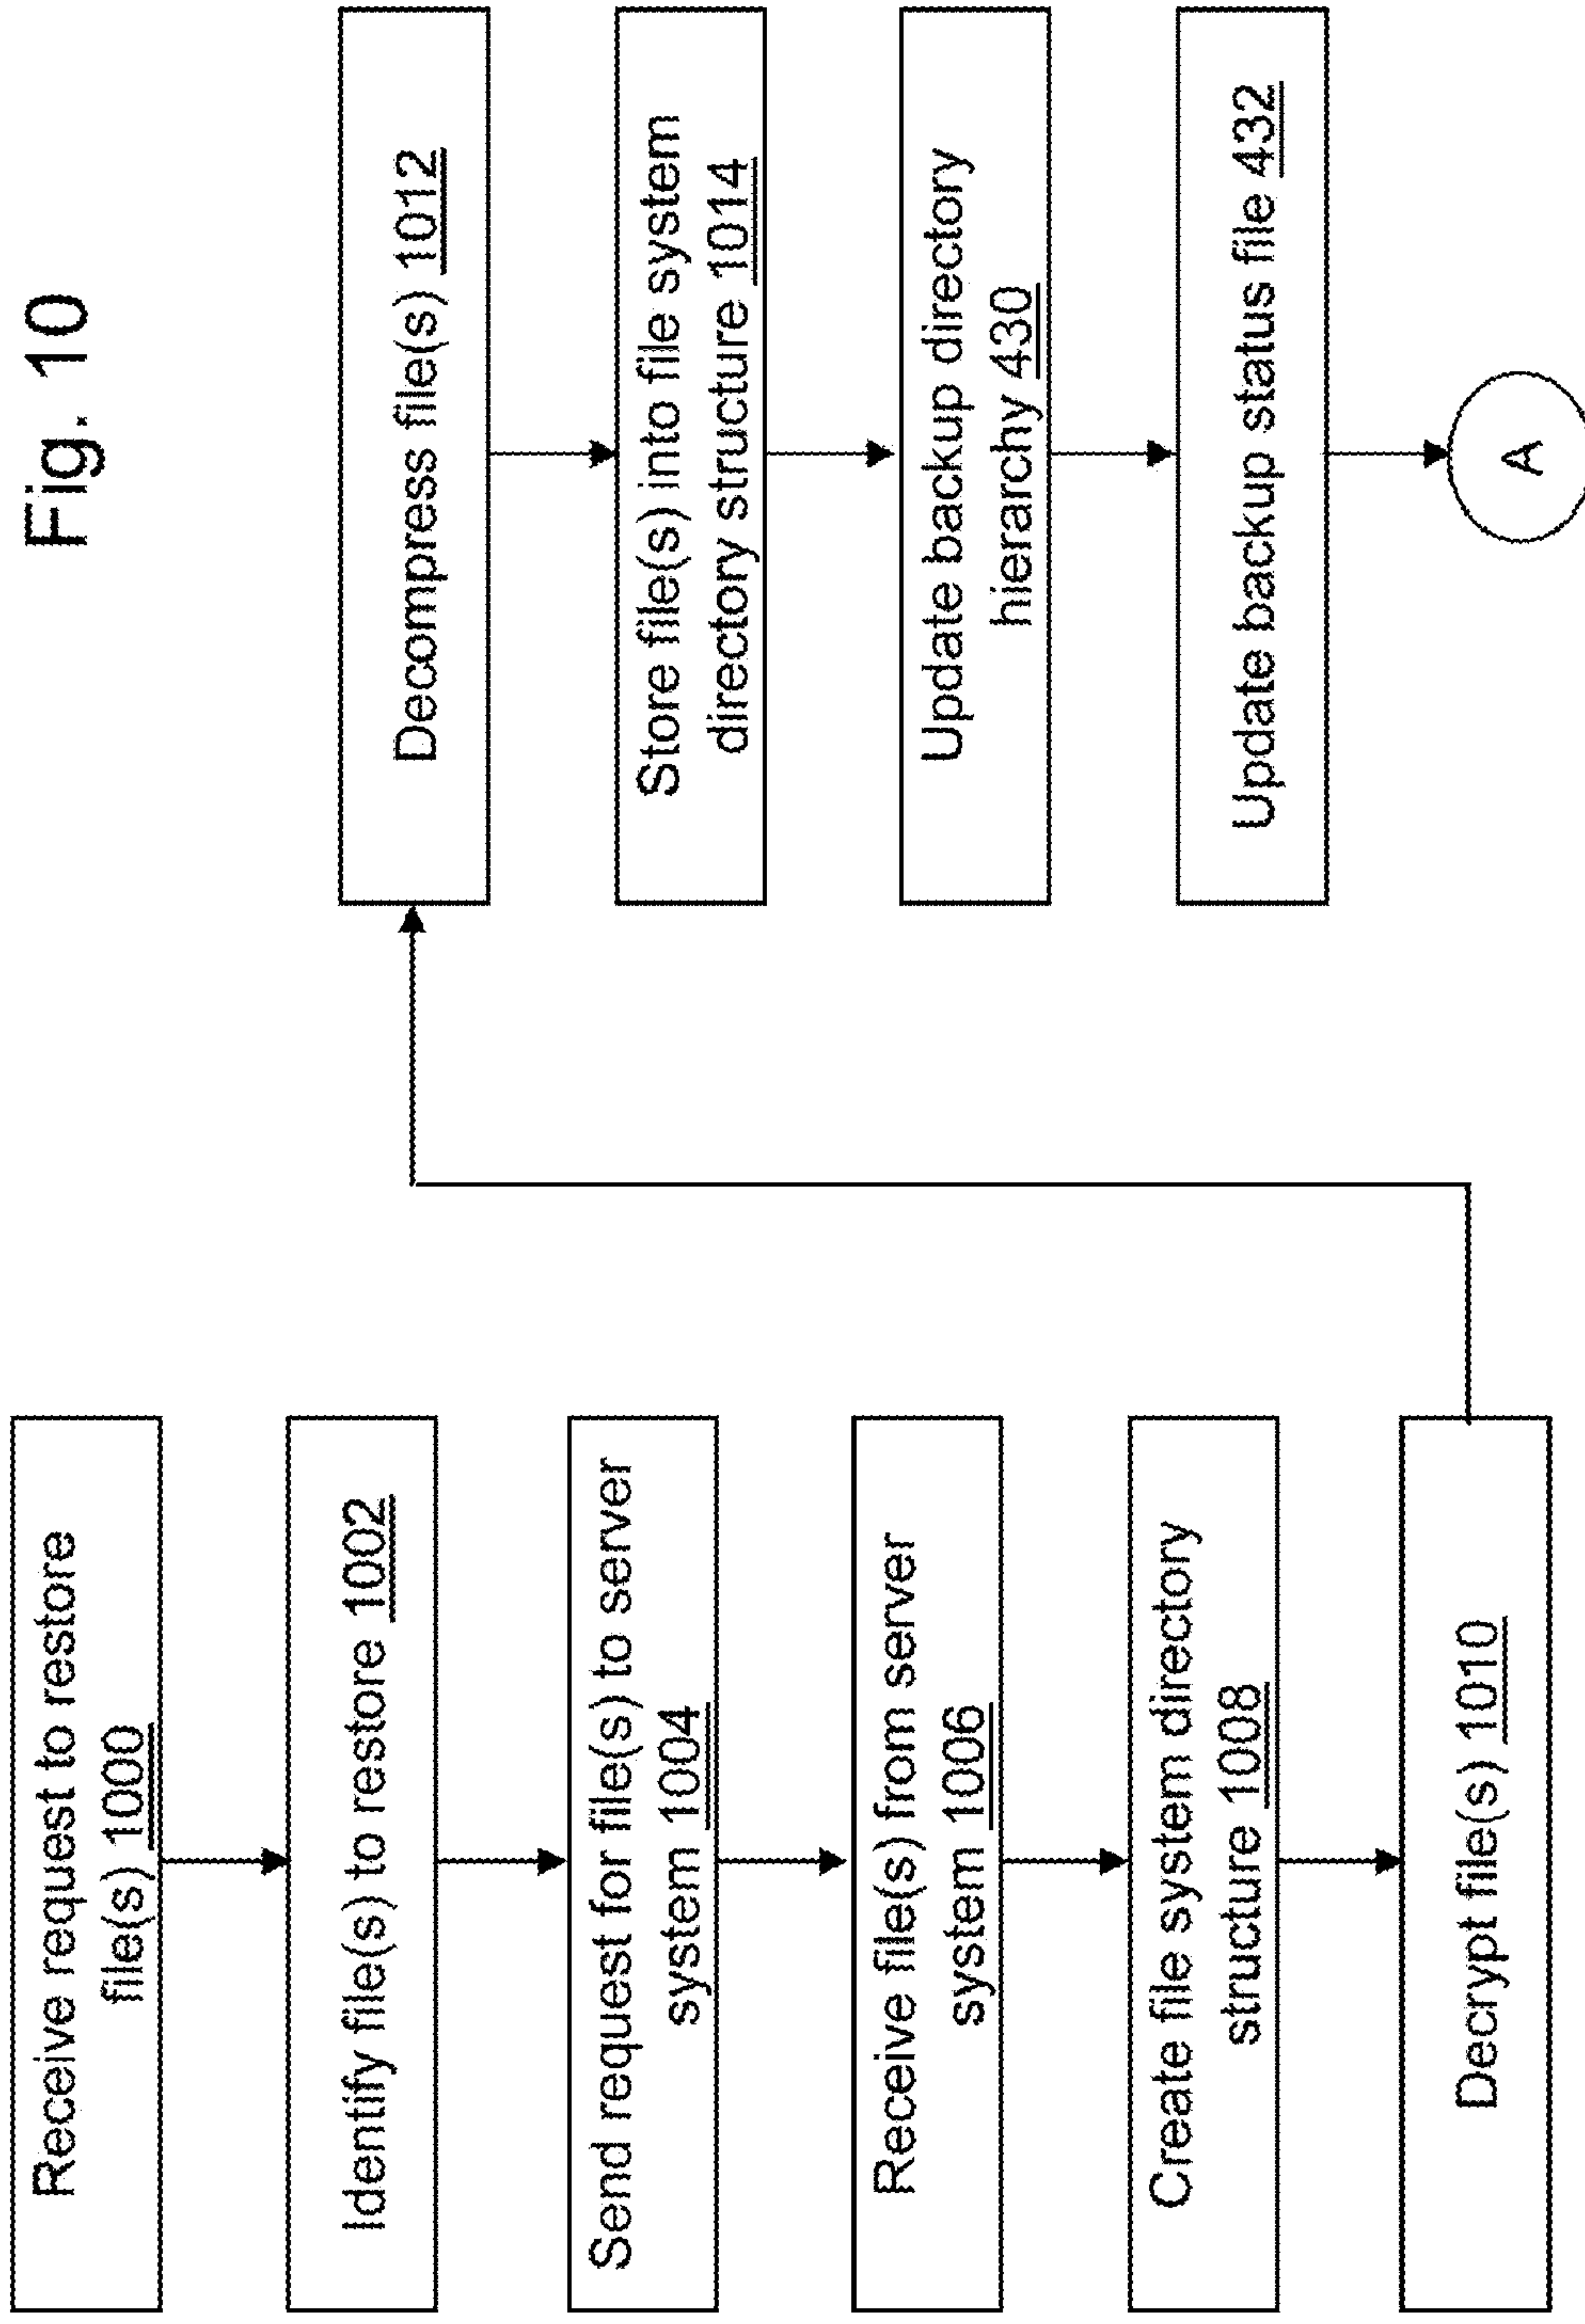 Fig. 10
Receive request to restore
file(s) 1000
Identify file(s) to restore 1002
Send request for file(s) to server
system 1004
Receive file(s) from server
system 1006
Create file system directory
structure 1008
Decrypt file(s) 1010
Decompress file(s) 1012
Store file(s) into file system
directory structure 1014
Update backup directory
hierarchy 430
Update backup status file 432
A